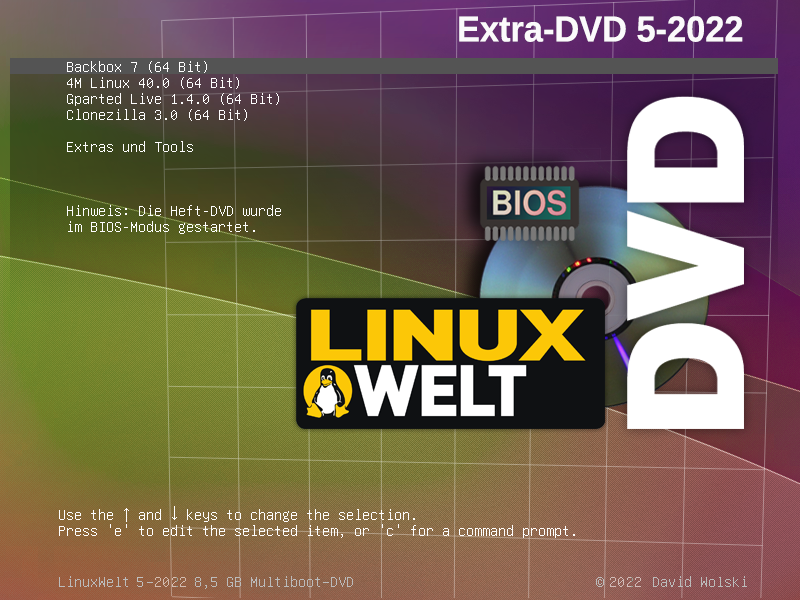 Extra-DVD 5-2022
Backbox 7 (64 Bit)
4M Linux 40.0 (64 Bit)
Gparted Live 1.4.0 (64 Bit)
Clonezilla 3.0 (64 Bit)
Extras und Tools
Hinweis: Die Heft-DVD wurde
im BIOS-Modus gestartet.
BIOS
DVD
LINUX
WELT
Use the ↑ and ↓ keys to change the selection.
Press 'e' to edit the selected item, or 'c' for a command prompt.
LinuxWelt 5-2022 8,5 GB Multiboot-DVD
© 2022 David Wolski